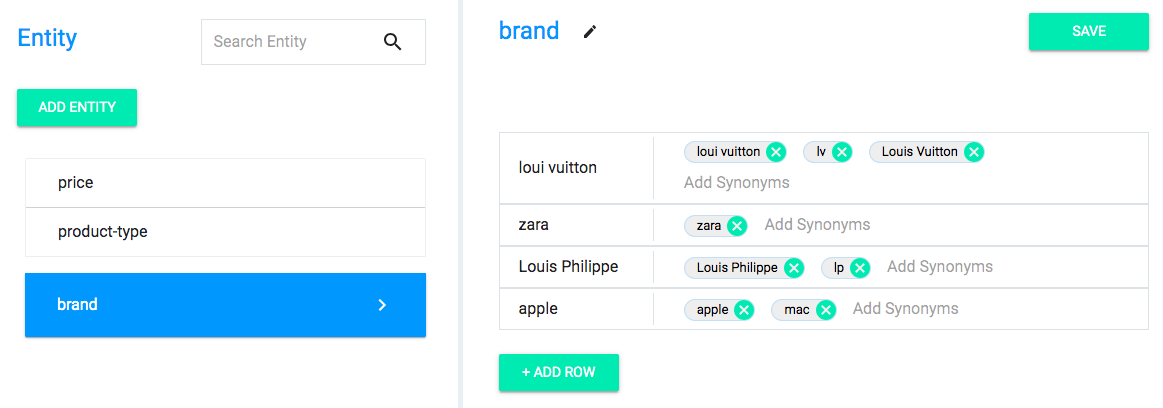 Entity
Search Entity
ADD ENTITY
price
product-type
brand
brand
SAVE
loui vuitton
loui vuitton lv Louis Vuitton
Add Synonyms
zara
zara Add Synonyms
Louis Philippe
Louis Philippe lp Add Synonyms
apple
apple mac Add Synonyms
+ ADD ROW